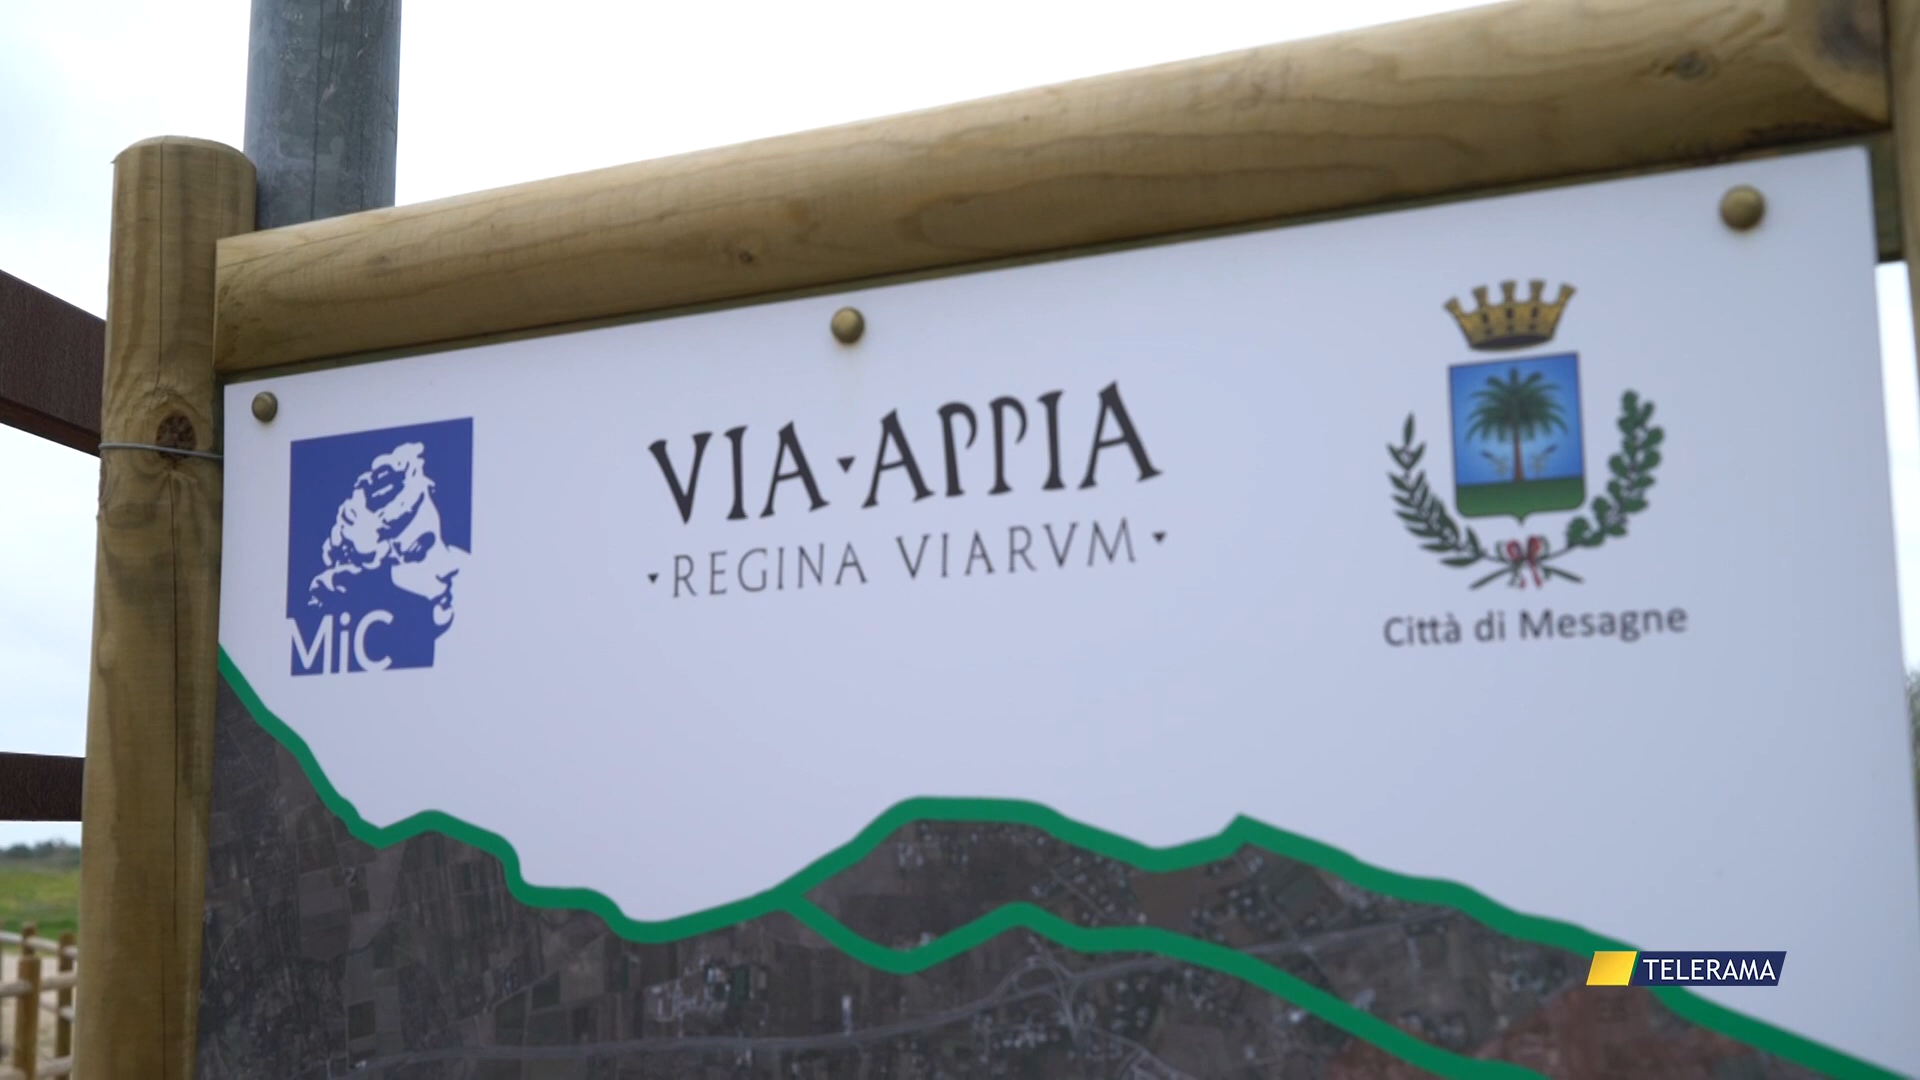 VIA▾APPIA
▾REGINA VIARVM▾
MiC
Città di Mesagne
TELERAMA